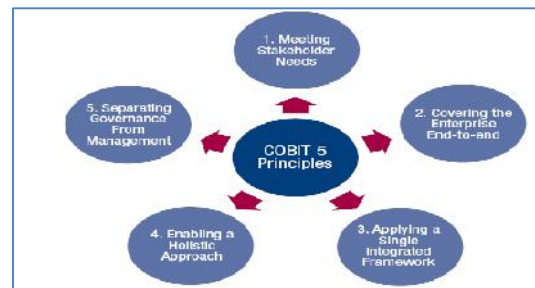 1. Meeting
Stakeholder
Needs
5. Separating
Governance
From
Management
2. Covering the
Enterprise
End-to-end
COBIT 5
Principles
4. Enabling a
Holistic
Approach
3. Applying a
Single
Integrated
Framework